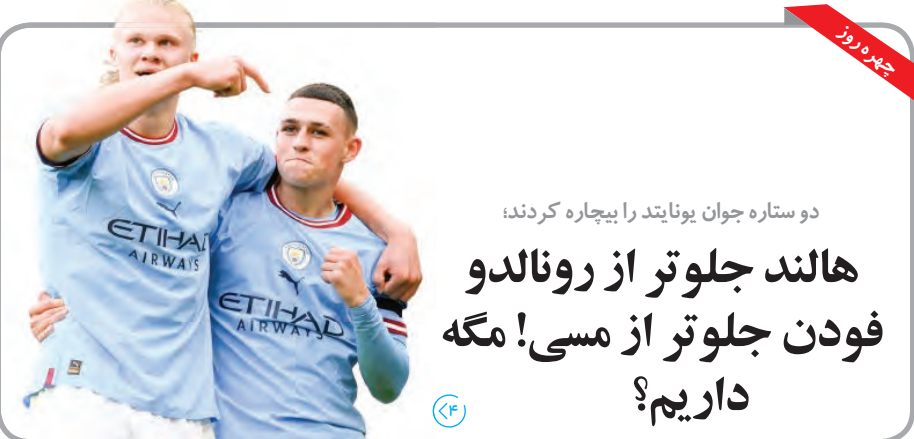 چهره روز
دو ستاره جوان یونایتد را بیچاره کردند؛
هالند جلوتر از رونالدو
فودن جلوتر از مسی! مگه
داریم؟
۴
ETIHAD
AIRWAYS
ETIHAD
AIRWAYS